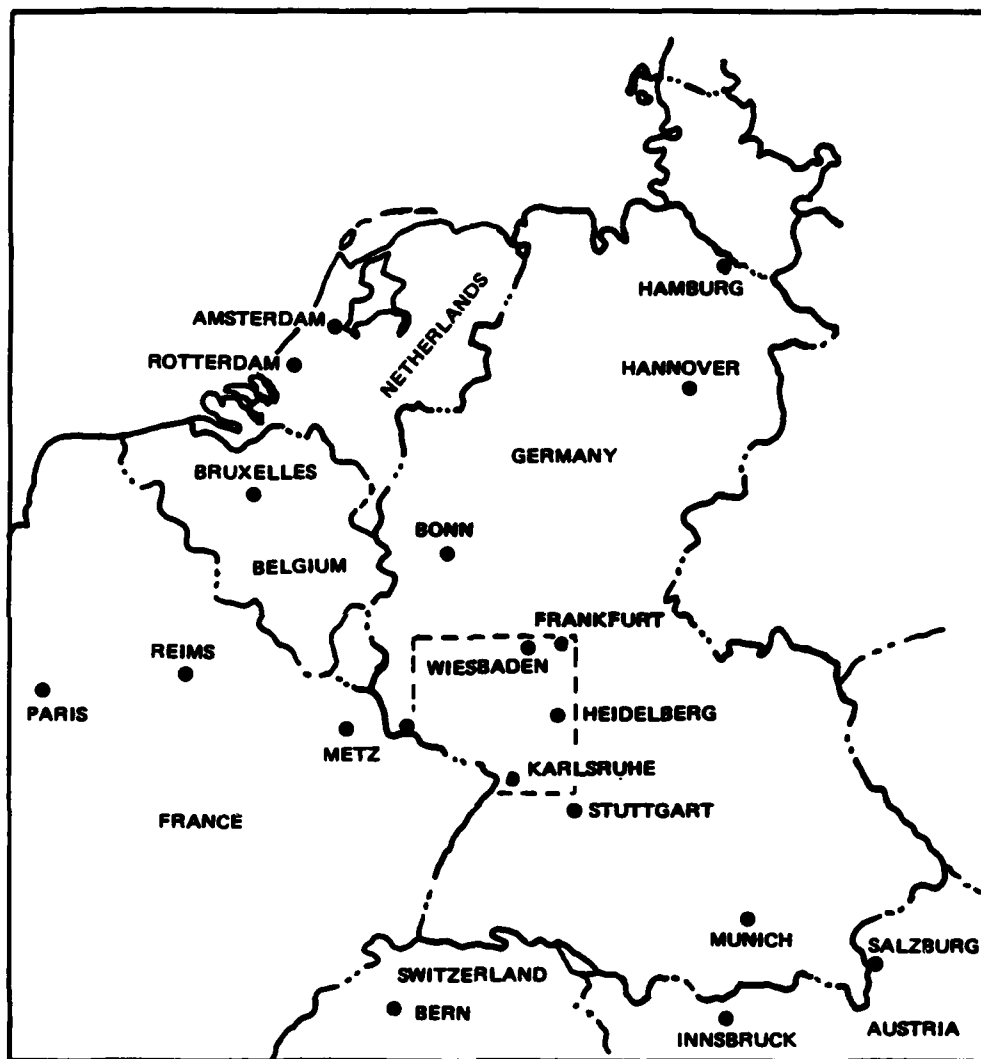 HAMBURG
AMSTERDAM
NETHERLANDS
ROTTERDAM
HANNOVER
GERMANY
BRUXELLES
BONN
BELGIUM
FRANKFURT
REIMS
WIESBADEN
PARIS
HEIDELBERG
METZ
KARLSRUHE
STUTTGART
FRANCE
MUNICH
SALZBURG
SWITZERLAND
BERN
INNSBRUCK
AUSTRIA